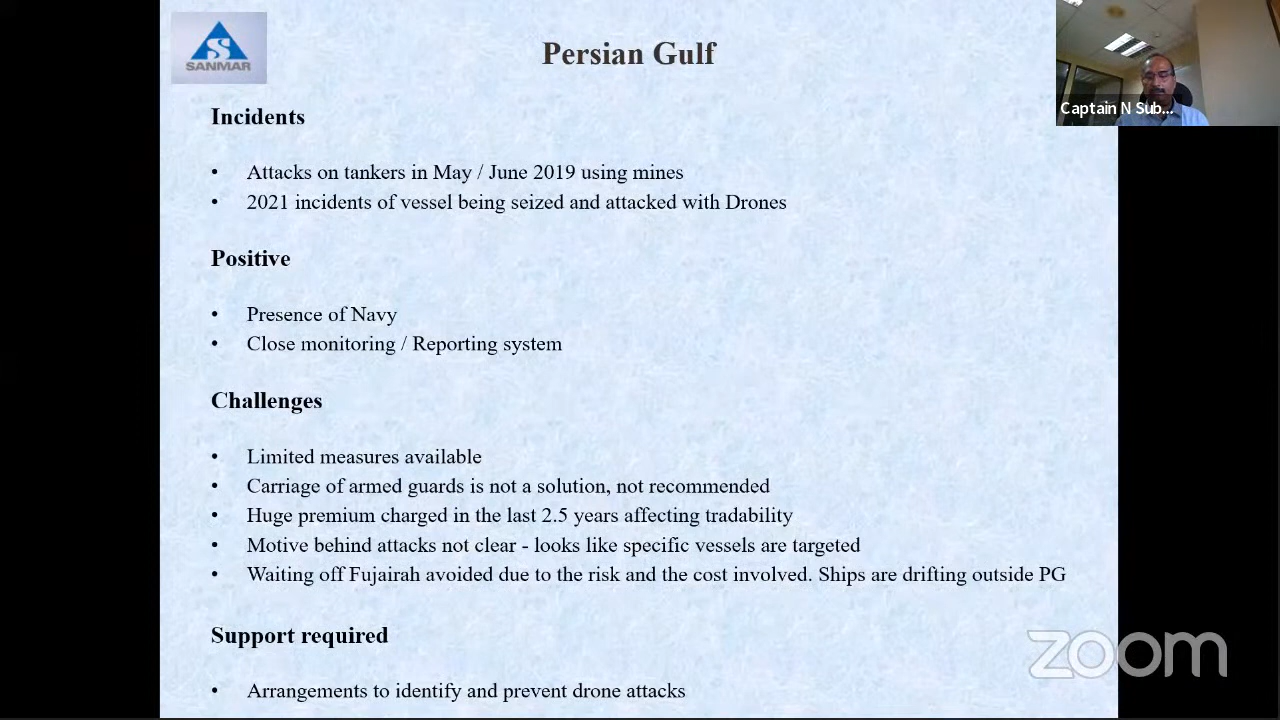 SANMAR
Persian Gulf
Captain N Sub...
Incidents
• Attacks on tankers in May / June 2019 using mines
• 2021 incidents of vessel being seized and attacked with Drones
Positive
• Presence of Navy
• Close monitoring / Reporting system
Challenges
• Limited measures available
• Carriage of armed guards is not a solution, not recommended
• Huge premium charged in the last 2.5 years affecting tradability
• Motive behind attacks not clear - looks like specific vessels are targeted
• Waiting off Fujairah avoided due to the risk and the cost involved. Ships are drifting outside PG
Support required
• Arrangements to identify and prevent drone attacks
zoom